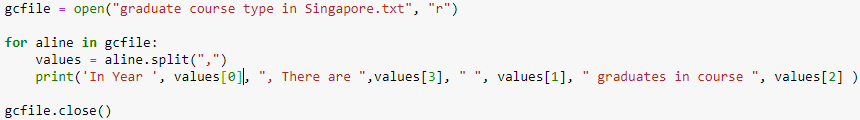 gcfile = open("graduate course type in Singapore.txt", "r")
for aline in gcfile:
    values = aline.split(",")
    print('In Year ', values[0], ", There are ",values[3], " ", values[1], " graduates in course ", values[2] )
gcfile.close()